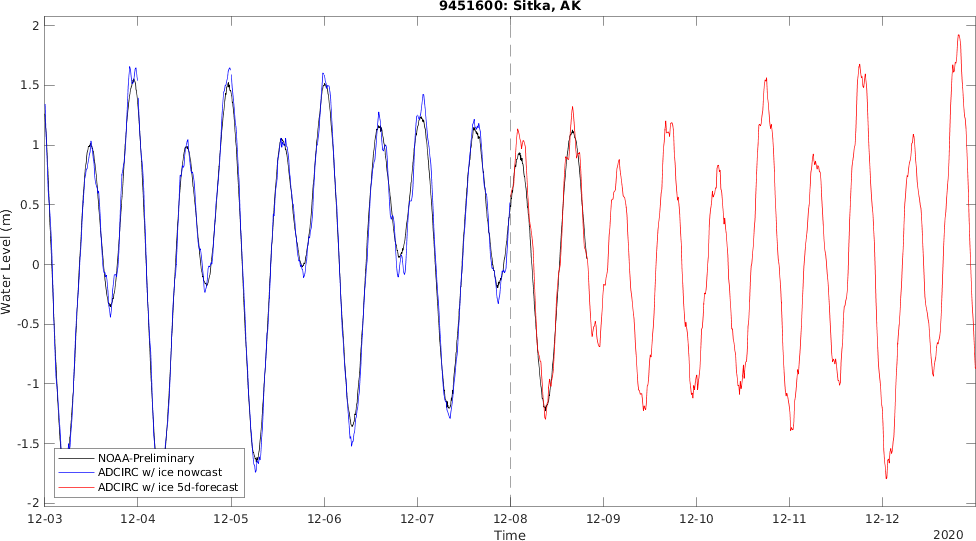 9451600: Sitka, AK
2
1.5
1
0.5
0
-0.5
-1
-1.5
-2
Water Level (m)
NOAA-Preliminary
ADCIRC w/ ice nowcast
ADCIRC w/ ice 5d-forecast
12-03 12-04 12-05 12-06 12-07 12-08 12-09 12-10 12-11 12-12
Time
2020